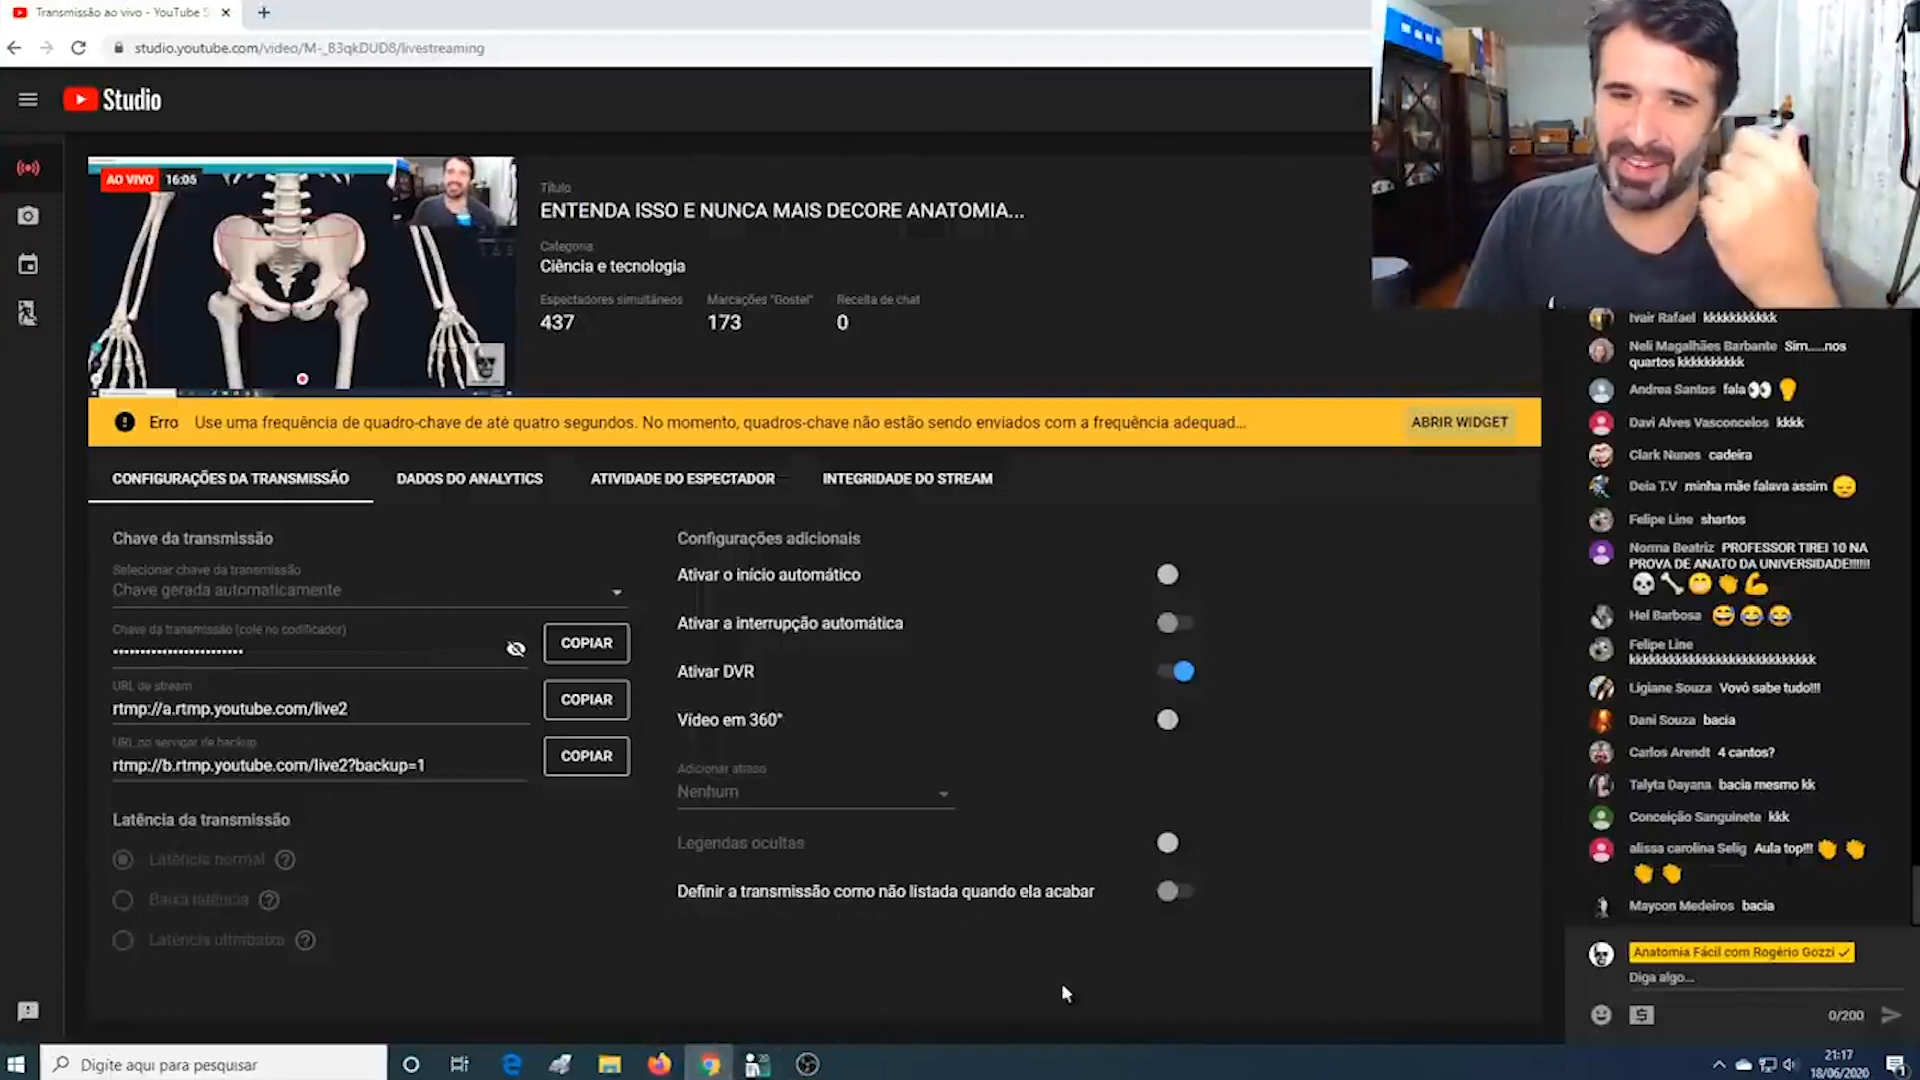 Transmissão ao vivo - YouTube S
studio.youtube.com/video/M-_B3qkDUD8/livestreaming
Studio
AO VIVO 16:05
Título
ENTENDA ISSO E NUNCA MAIS DECORE ANATOMIA...
Categoria
Ciência e tecnologia
Espectadores simultâneos Marcações "Gostei" Receita de chat
437 173 0
Erro Use uma frequência de quadro-chave de até quatro segundos. No momento, quadros-chave não estão sendo enviados com a frequência adequad... ABRIR WIDGET
CONFIGURAÇÕES DA TRANSMISSÃO DADOS DO ANALYTICS ATIVIDADE DO ESPECTADOR INTEGRIDADE DO STREAM
Chave da transmissão
Selecionar chave da transmissão
Chave gerada automaticamente
Chave da transmissão (cole no codificador)
•••••••••••••••••••••••• COPIAR
URL de stream
rtmp://a.rtmp.youtube.com/live2 COPIAR
URL do servidor de backup
rtmp://b.rtmp.youtube.com/live2?backup=1 COPIAR
Latência da transmissão
Latência normal
Baixa latência
Latência ultrabaixa
Configurações adicionais
Ativar o início automático
Ativar a interrupção automática
Ativar DVR
Vídeo em 360°
Adicionar atraso
Nenhum
Legendas ocultas
Definir a transmissão como não listada quando ela acabar
Ivair Rafael kkkkkkkkkkk
Neli Magalhães Barbante Sim.....nos
quartos kkkkkkkkkk
Andrea Santos fala👀💡
Davi Alves Vasconcelos kkkk
Clark Nunes cadeira
Deia T.V minha mãe falava assim 😔
Felipe Line shartos
Norma Beatriz PROFESSOR TIREI 10 NA
PROVA DE ANATO DA UNIVERSIDADE!!!!!!
💀🦴😁👏💪
Hel Barbosa 😅😂😂
Felipe Line
kkkkkkkkkkkkkkkkkkkkkkkkkkk
Ligiane Souza Vovó sabe tudo!!!
Dani Souza bacia
Carlos Arendt 4 cantos?
Talyta Dayana bacia mesmo kk
Conceição Sanguinete kkk
alissa carolina Selig Aula top!!! 👏👏
👏👏
Maycon Medeiros bacia
Anatomia Fácil com Rogério Gozzi ✓
Diga algo...
0/200
Digite aqui para pesquisar
21:17
18/06/2020